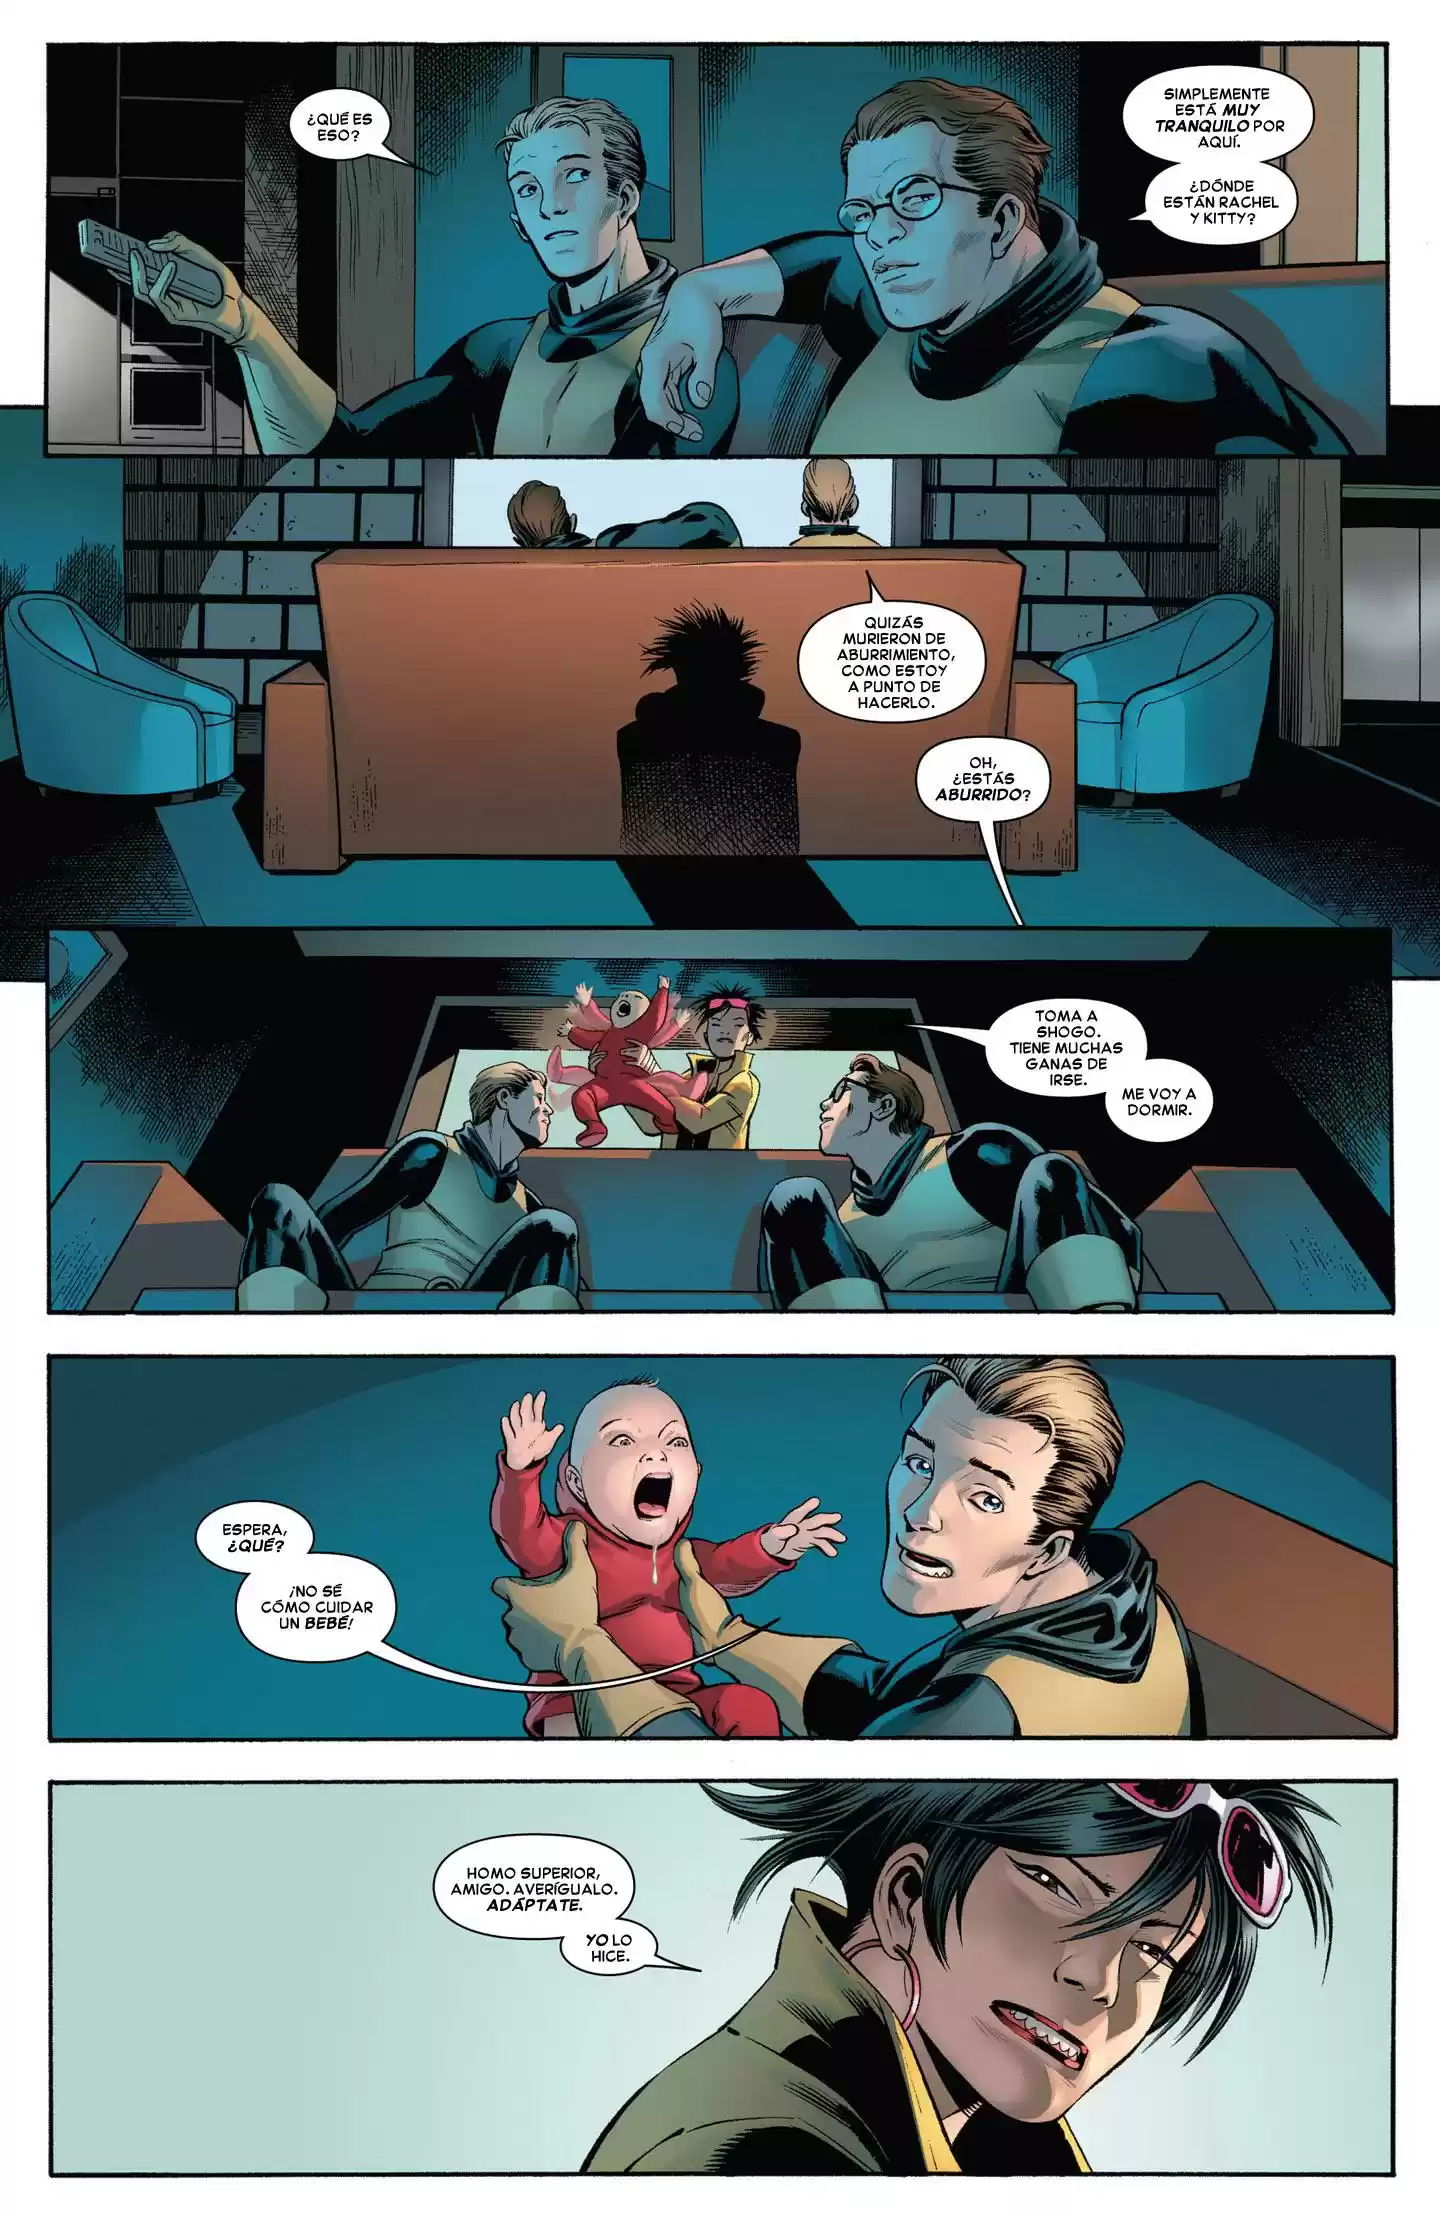 ¿QUÉ ES
ESO?
SIMPLEMENTE
ESTÁ MUY
TRANQUILO POR
AQUÍ.
¿DÓNDE
ESTÁN RACHEL
Y KITTY?
QUIZÁS
MURIERON DE
ABURRIMIENTO,
COMO ESTOY
A PUNTO DE
HACERLO.
OH,
¿ESTÁS
ABURRIDO?
TOMA A
SHOGO.
TIENE MUCHAS
GANAS DE
IRSE.
ME VOY A
DORMIR.
ESPERA,
¿QUÉ?
¡NO SÉ
CÓMO CUIDAR
UN BEBÉ!
HOMO SUPERIOR,
AMIGO. AVERÍGUALO.
ADÁPTATE.
YO LO
HICE.